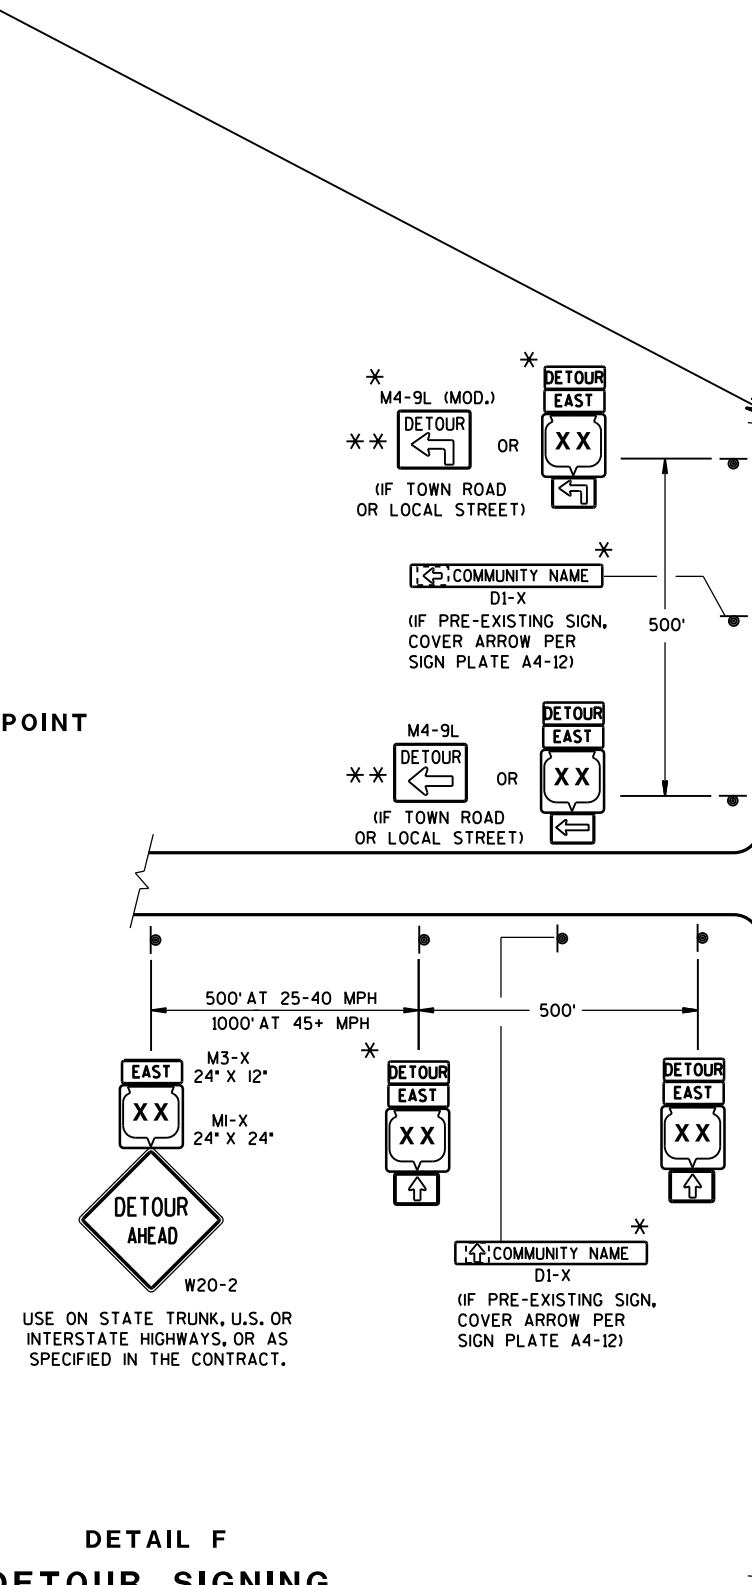 DETOUR
EAST
XX
M4-9L (MOD.)
DETOUR
OR
(IF TOWN ROAD
OR LOCAL STREET)
COMMUNITY NAME
D1-X
(IF PRE-EXISTING SIGN,
COVER ARROW PER
SIGN PLATE A4-12)
500'
POINT
DETOUR
EAST
XX
M4-9L
DETOUR
OR
(IF TOWN ROAD
OR LOCAL STREET)
500' AT 25-40 MPH
1000' AT 45+ MPH
500'
EAST
M3-X
24" X 12"
XX
M1-X
24" X 24"
DETOUR
AHEAD
W20-2
USE ON STATE TRUNK, U.S. OR
INTERSTATE HIGHWAYS, OR AS
SPECIFIED IN THE CONTRACT.
DETOUR
EAST
XX
DETOUR
EAST
XX
COMMUNITY NAME
D1-X
(IF PRE-EXISTING SIGN,
COVER ARROW PER
SIGN PLATE A4-12)
DETAIL F
DETOUR SIGNING